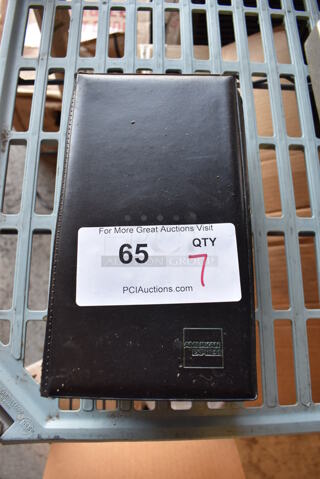 For More Great Auctions Visit
65
QTY
7
PCIAuctions.com
AMERICAN
EXPRESS